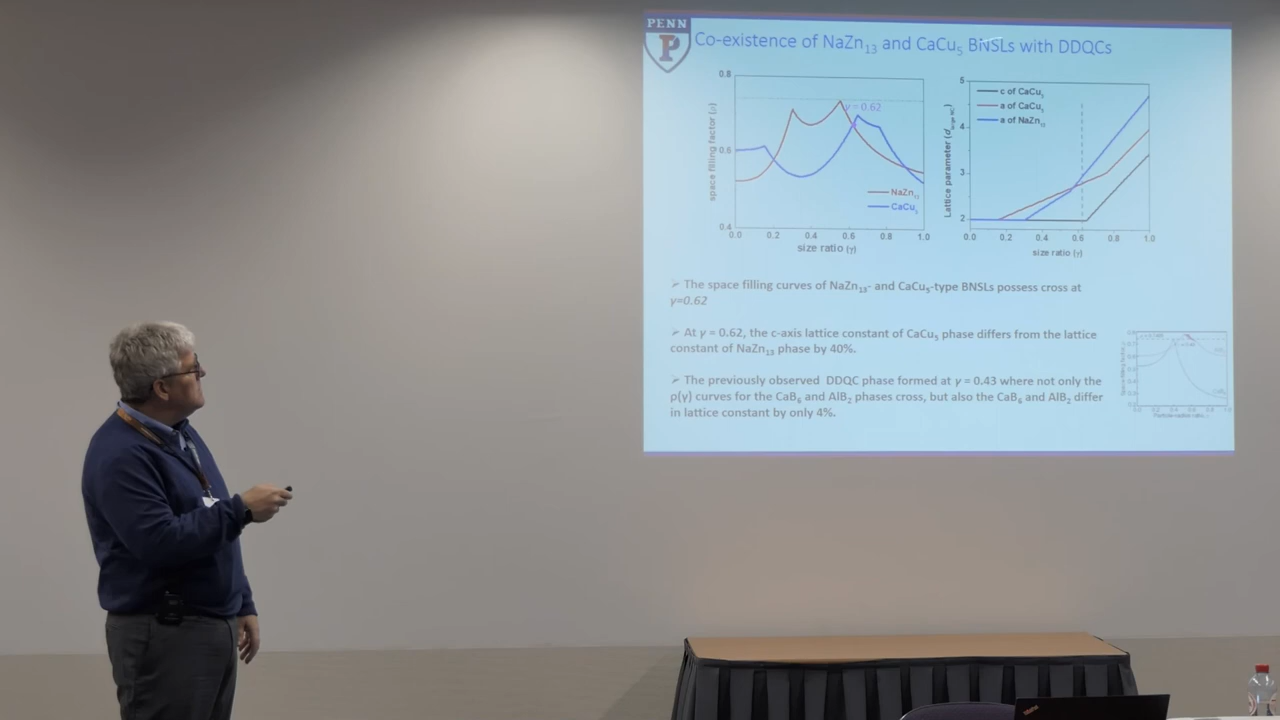 PENN
Co-existence of NaZn₁₃ and CaCu₅ BNSLs with DDQCs
0.8
0.6
0.4
space filling factor (ρ)
γ = 0.62
NaZn₁₃
CaCu₅
0.0 0.2 0.4 0.6 0.8 1.0
size ratio (γ)
5
4
3
2
Lattice parameter
c of CaCu₅
a of CaCu₅
a of NaZn₁₃
0.0 0.2 0.4 0.6 0.8 1.0
size ratio (γ)
➢ The space filling curves of NaZn₁₃- and CaCu₅-type BNSLs possess cross at
γ=0.62
➢ At γ = 0.62, the c-axis lattice constant of CaCu₅ phase differs from the lattice
constant of NaZn₁₃ phase by 40%.
➢ The previously observed DDQC phase formed at γ = 0.43 where not only the
ρ(γ) curves for the CaB₆ and AlB₂ phases cross, but also the CaB₆ and AlB₂ differ
in lattice constant by only 4%.